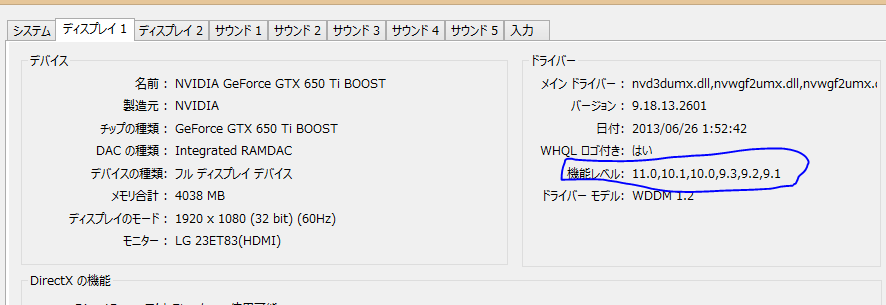 システム ディスプレイ 1 ディスプレイ 2 サウンド 1 サウンド 2 サウンド 3 サウンド 4 サウンド 5 入力
デバイス
名前： NVIDIA GeForce GTX 650 Ti BOOST
製造元： NVIDIA
チップの種類： GeForce GTX 650 Ti BOOST
DAC の種類： Integrated RAMDAC
デバイスの種類： フル ディスプレイ デバイス
メモリ合計： 4038 MB
ディスプレイのモード： 1920 x 1080 (32 bit) (60Hz)
モニター： LG 23ET83(HDMI)
ドライバー
メイン ドライバー： nvd3dumx.dll,nvwgf2umx.dll,nvwgf2umx.c
バージョン： 9.18.13.2601
日付： 2013/06/26 1:52:42
WHQL ロゴ付き： はい
機能レベル： 11.0,10.1,10.0,9.3,9.2,9.1
ドライバー モデル： WDDM 1.2
DirectX の機能